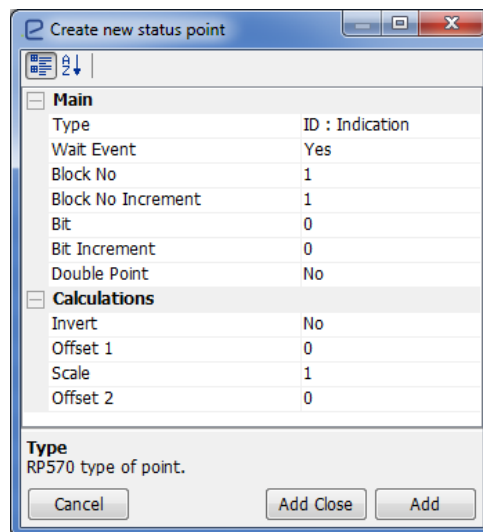 Create new status point
Main
Type ID : Indication
Wait Event Yes
Block No 1
Block No Increment 1
Bit 0
Bit Increment 0
Double Point No
Calculations
Invert No
Offset 1 0
Scale 1
Offset 2 0
Type
RP570 type of point.
Cancel Add Close Add